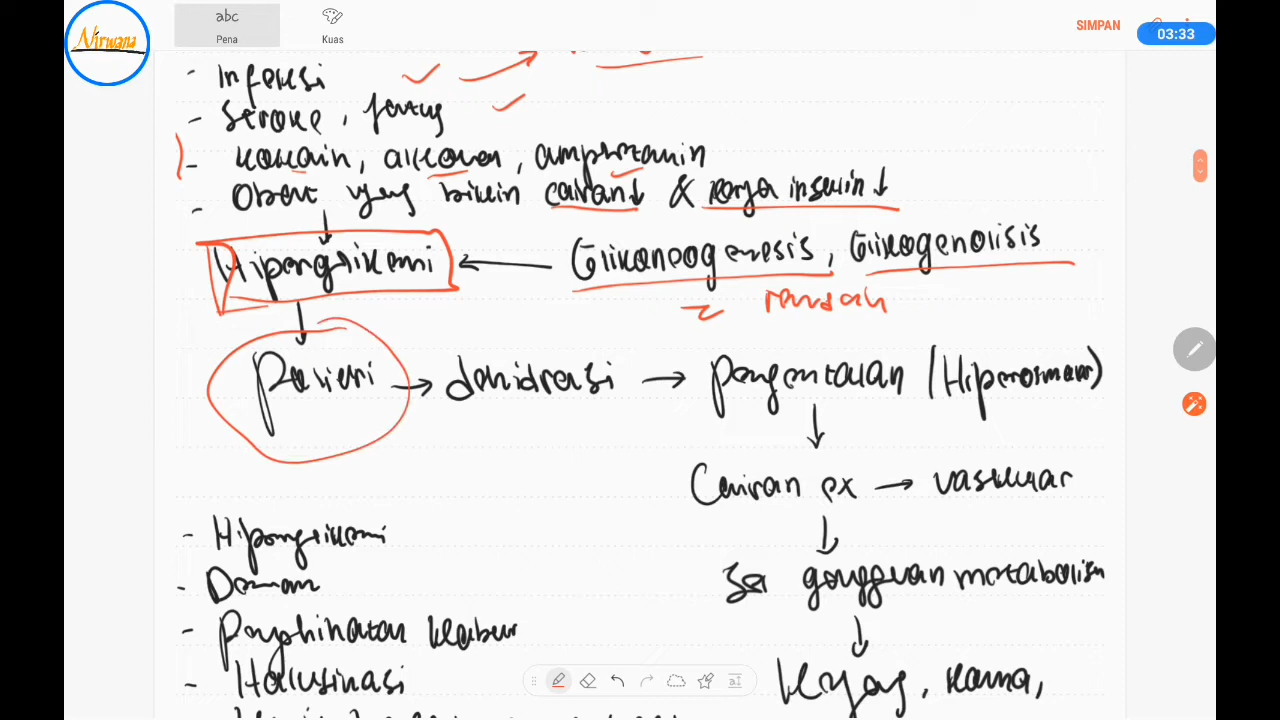 Nirwana
abc
Pena
Kuas
SIMPAN
03:33
- Infeksi
- Stroke, jantung
- kokain, alkohol, amphetamin
- Obat yang bikin cairan↓ & kerja insulin↓
Hiperglikemi ← Glikoneogenesis, Glikogenolisis
rendah
Poliuri → dehidrasi → pengentalan (Hiperosmolar)
Cairan ex → vaskular
Sel gangguan metabolism
kejang, koma,
- Hiperglikemi
- Demam
- Penglihatan kabur
- Halusinasi